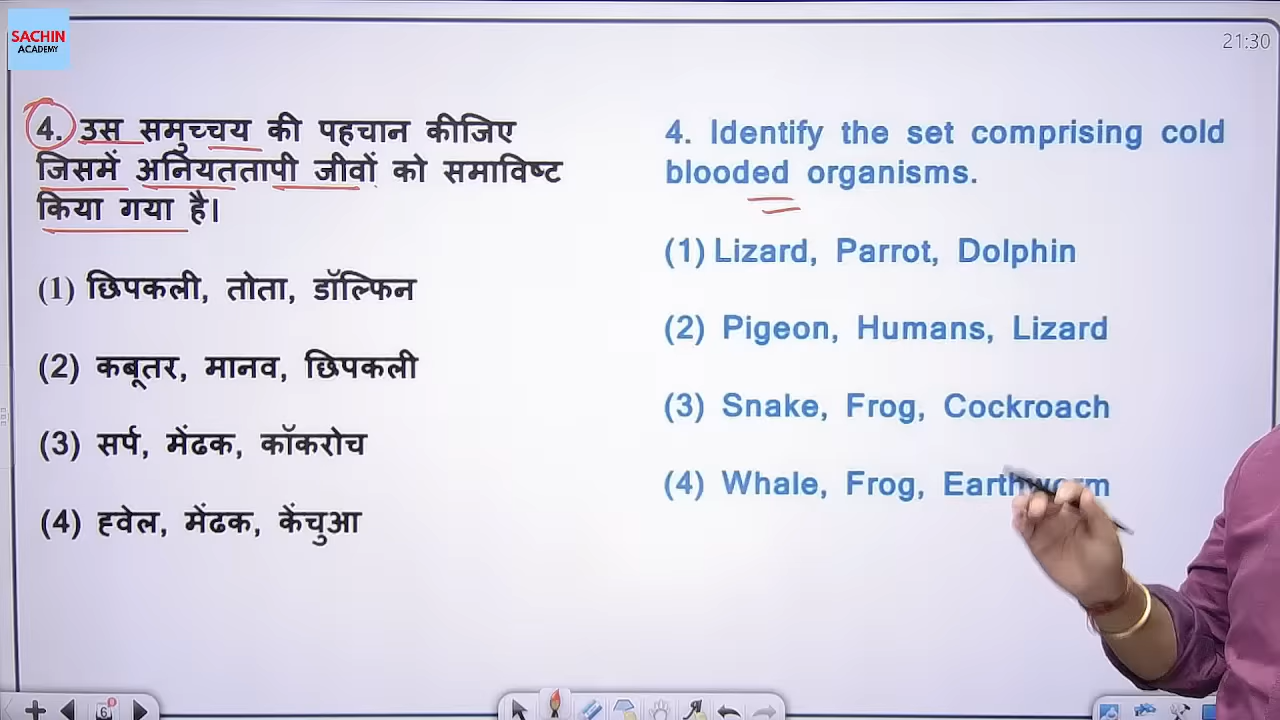 SACHIN
ACADEMY
21:30
4. उस समुच्चय की पहचान कीजिए
जिसमें अनियततापी जीवों को समाविष्ट
किया गया है।
(1) छिपकली, तोता, डॉल्फिन
(2) कबूतर, मानव, छिपकली
(3) सर्प, मेंढक, कॉकरोच
(4) ह्वेल, मेंढक, केंचुआ
4. Identify the set comprising cold
blooded organisms.
(1) Lizard, Parrot, Dolphin
(2) Pigeon, Humans, Lizard
(3) Snake, Frog, Cockroach
(4) Whale, Frog, Earthworm
6